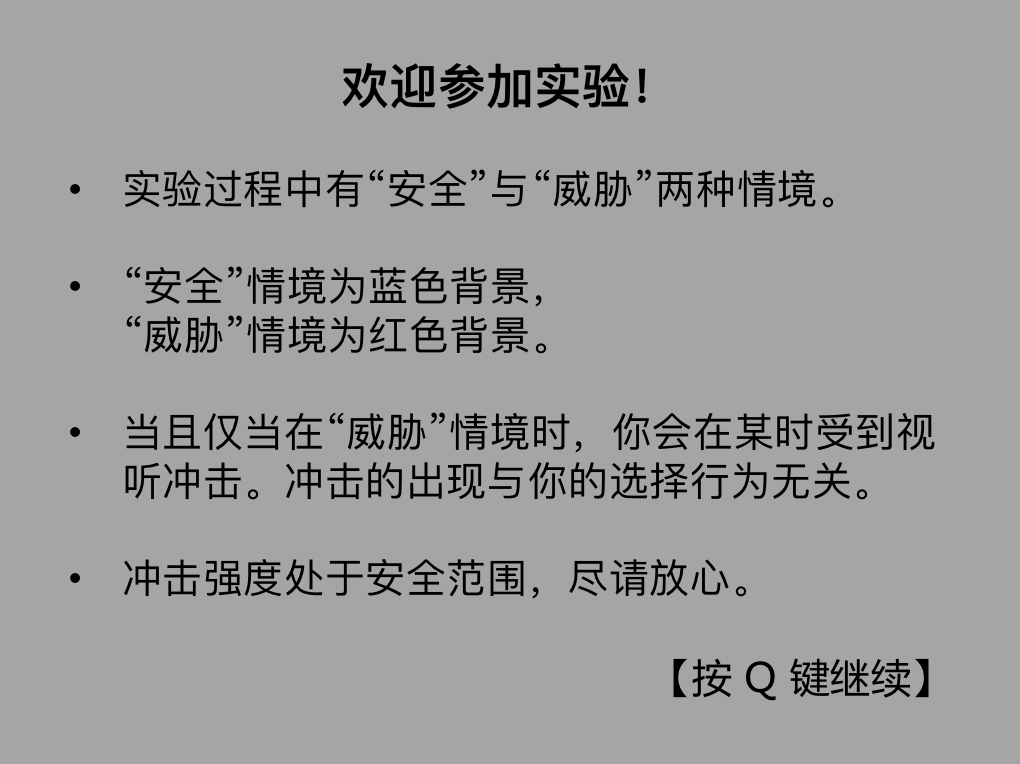 欢迎参加实验！
• 实验过程中有“安全”与“威胁”两种情境。
• “安全”情境为蓝色背景，
“威胁”情境为红色背景。
• 当且仅当在“威胁”情境时，你会在某时受到视
听冲击。冲击的出现与你的选择行为无关。
• 冲击强度处于安全范围，尽请放心。
【按 Q 键继续】